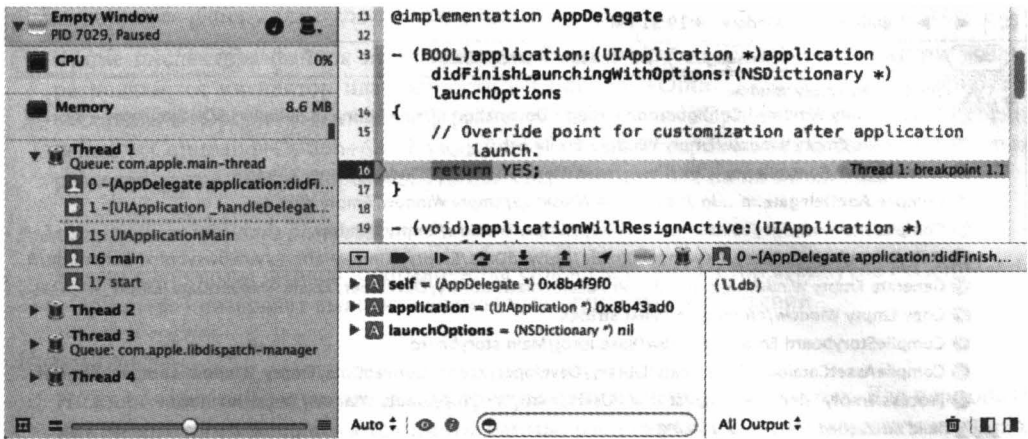 Empty Window
PID 7029, Paused
CPU 0%
Memory 8.6 MB
Thread 1
Queue: com.apple.main-thread
0 -[AppDelegate application:didFi...
1 -[UIApplication _handleDelegat...
15 UIApplicationMain
16 main
17 start
Thread 2
Thread 3
Queue: com.apple.libdispatch-manager
Thread 4
11 @implementation AppDelegate
12
13 - (BOOL)application:(UIApplication *)application
didFinishLaunchingWithOptions:(NSDictionary *)
launchOptions
14 {
15 // Override point for customization after application
launch.
16 return YES; Thread 1: breakpoint 1.1
17 }
18
19 - (void)applicationWillResignActive:(UIApplication *)
0 -[AppDelegate application:didFinish...
A self = (AppDelegate *) 0x8b4f9f0
A application = (UIApplication *) 0x8b43ad0
A launchOptions = (NSDictionary *) nil
(lldb)
Auto
All Output